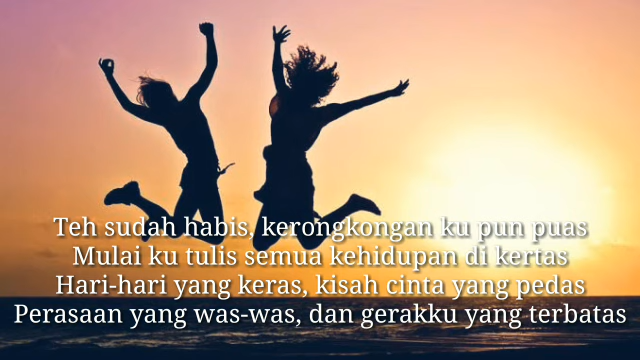 Teh sudah habis, kerongkongan ku pun puas
Mulai ku tulis semua kehidupan di kertas
Hari-hari yang keras, kisah cinta yang pedas
Perasaan yang was-was, dan gerakku yang terbatas